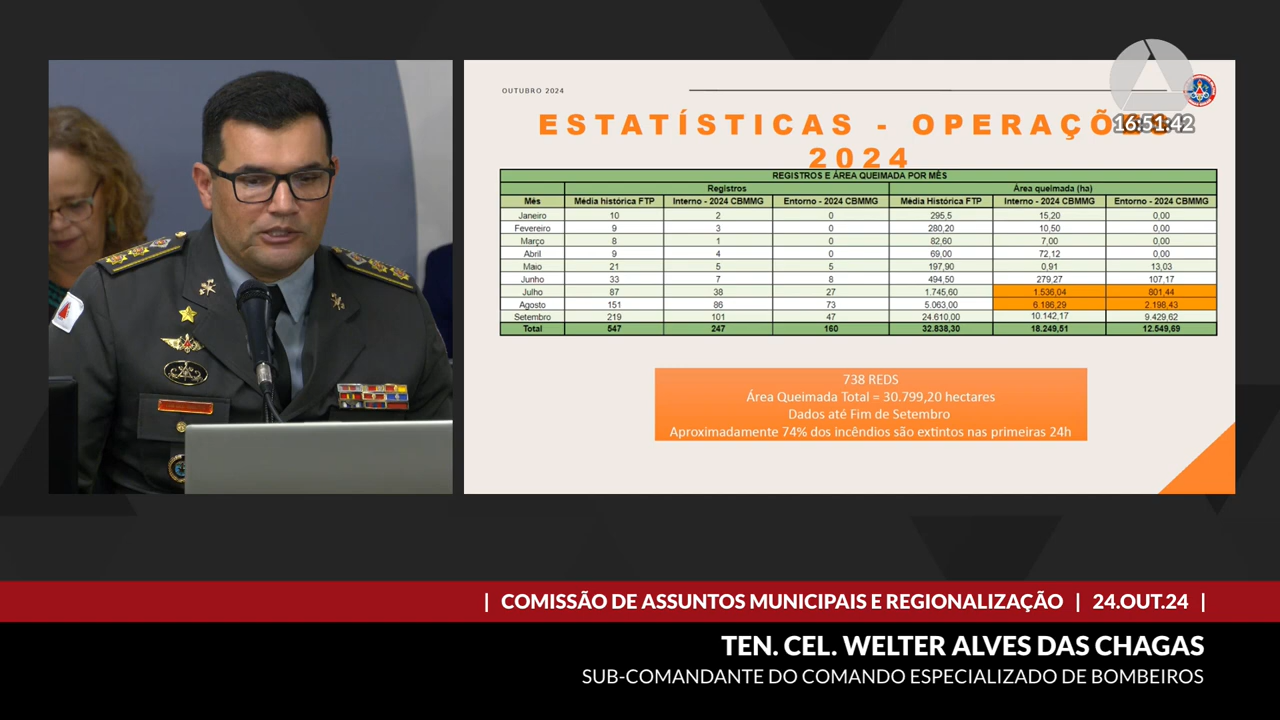 OUTUBRO 2024
16:51:42
ESTATÍSTICAS - OPERAÇÕES
2024
REGISTROS E ÁREA QUEIMADA POR MÊS
Registros Área queimada (ha)
Mês Média histórica FTP Interno - 2024 CBMMG Entorno - 2024 CBMMG Média Histórica FTP Interno - 2024 CBMMG Entorno - 2024 CBMMG
Janeiro 10 2 0 295,5 15,20 0,00
Fevereiro 9 3 0 280,20 10,50 0,00
Março 8 1 0 82,60 7,00 0,00
Abril 9 4 0 69,00 72,12 0,00
Maio 21 5 5 197,90 0,91 13,03
Junho 33 7 8 494,50 279,27 107,17
Julho 87 38 27 1.745,60 1.536,04 801,44
Agosto 151 86 73 5.063,00 6.186,29 2.198,43
Setembro 219 101 47 24.610,00 10.142,17 9.429,62
Total 547 247 160 32.838,30 18.249,51 12.549,69
738 REDS
Área Queimada Total = 30.799,20 hectares
Dados até Fim de Setembro
Aproximadamente 74% dos incêndios são extintos nas primeiras 24h
| COMISSÃO DE ASSUNTOS MUNICIPAIS E REGIONALIZAÇÃO | 24.OUT.24 |
TEN. CEL. WELTER ALVES DAS CHAGAS
SUB-COMANDANTE DO COMANDO ESPECIALIZADO DE BOMBEIROS